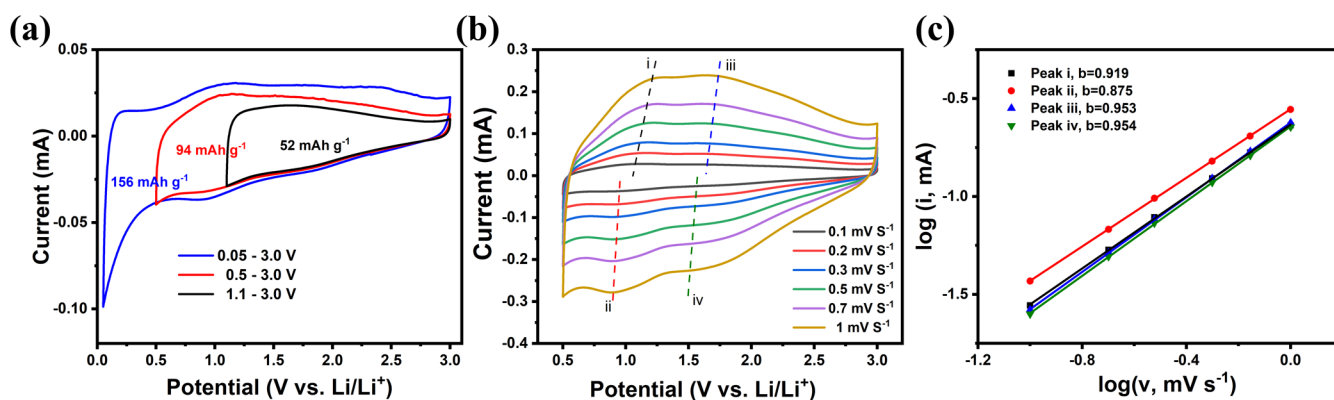 (a)
0.05
0.00
-0.05
-0.10
Current (mA)
156 mAh g⁻¹
94 mAh g⁻¹
52 mAh g⁻¹
0.05 - 3.0 V
0.5 - 3.0 V
1.1 - 3.0 V
0.0 0.5 1.0 1.5 2.0 2.5 3.0
Potential (V vs. Li/Li⁺)
(b)
0.3
0.2
0.1
0.0
-0.1
-0.2
-0.3
-0.4
Current (mA)
i
iii
ii
iv
0.1 mV S⁻¹
0.2 mV S⁻¹
0.3 mV S⁻¹
0.5 mV S⁻¹
0.7 mV S⁻¹
1 mV S⁻¹
0.5 1.0 1.5 2.0 2.5 3.0
Potential (V vs. Li/Li⁺)
(c)
Peak i, b=0.919
Peak ii, b=0.875
Peak iii, b=0.953
Peak iv, b=0.954
-0.5
-1.0
-1.5
log (i, mA)
-1.2 -0.8 -0.4 0.0
log(v, mV s⁻¹)